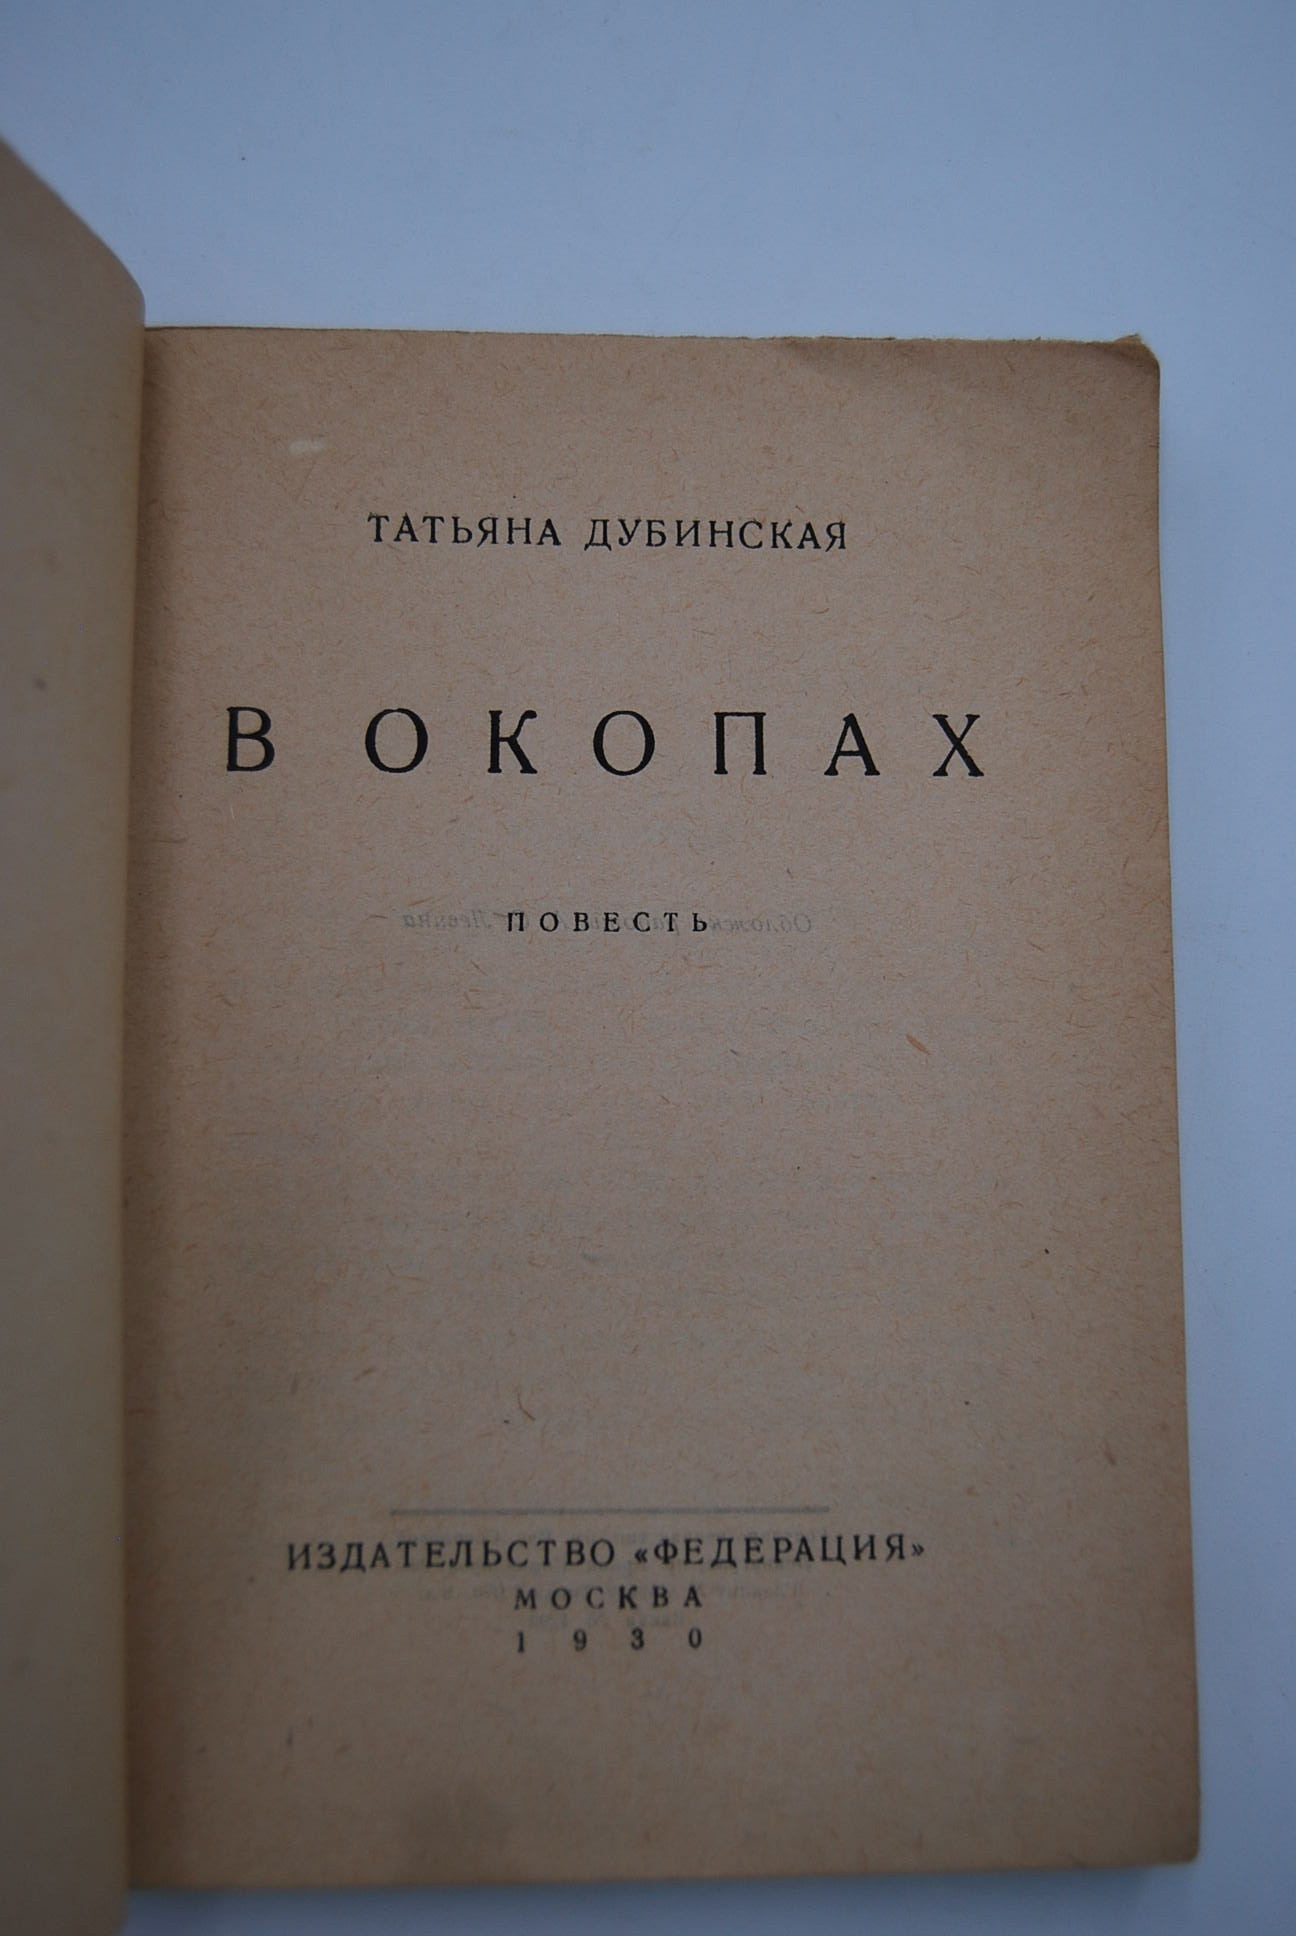 ТАТЬЯНА ДУБИНСКАЯ
В ОКОПАХ
ПОВЕСТЬ
ИЗДАТЕЛЬСТВО «ФЕДЕРАЦИЯ»
МОСКВА
1930